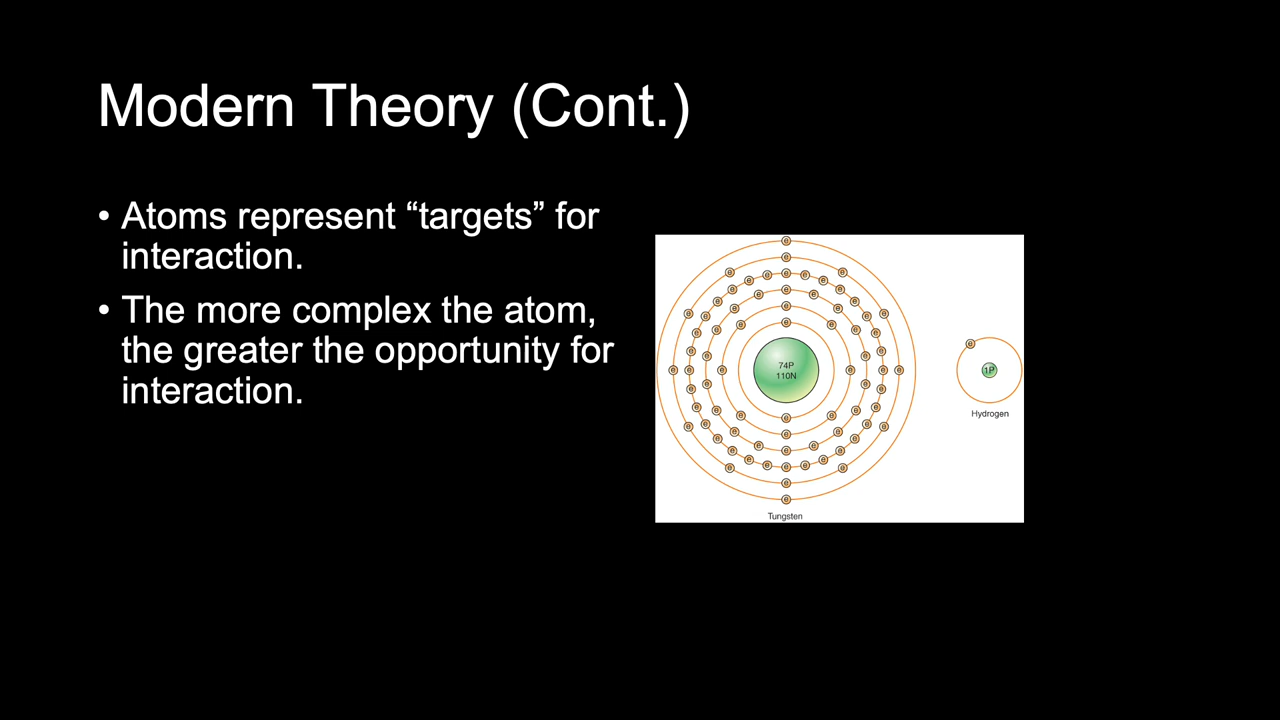 Modern Theory (Cont.)
• Atoms represent “targets” for
interaction.
• The more complex the atom,
the greater the opportunity for
interaction.
74P
110N
Tungsten
1P
Hydrogen